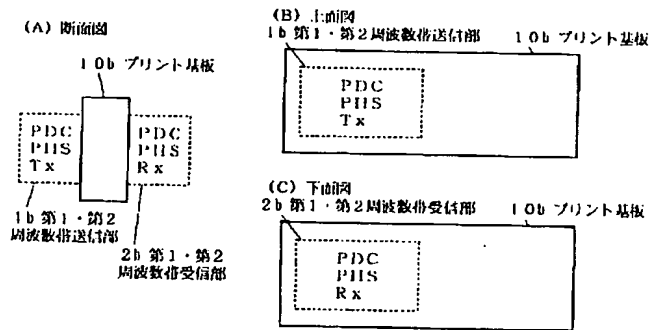 (A) 断面図
10b プリント基板
PDC
PHS
Tx
PDC
PHS
Rx
1b 第1・第2
周波数帯送信部
2b 第1・第2
周波数帯受信部
(B) 上面図
1b 第1・第2周波数帯送信部
10b プリント基板
PDC
PHS
Tx
(C) 下面図
2b 第1・第2周波数帯受信部
10b プリント基板
PDC
PHS
Rx